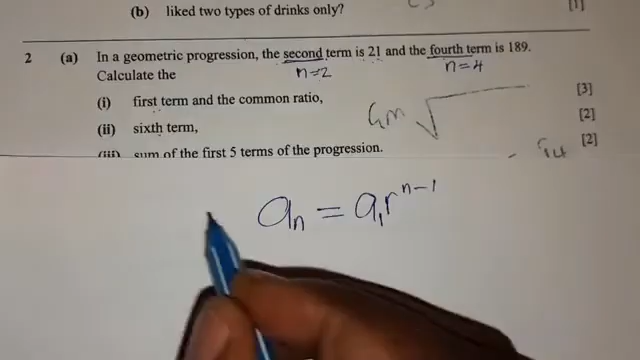 (b) liked two types of drinks only? [1]
2 (a) In a geometric progression, the second term is 21 and the fourth term is 189.
n=2 n=4
Calculate the
(i) first term and the common ratio, [3]
(ii) sixth term, [2]
(iii) sum of the first 5 terms of the progression. [2]
aₙ = a₁rⁿ⁻¹